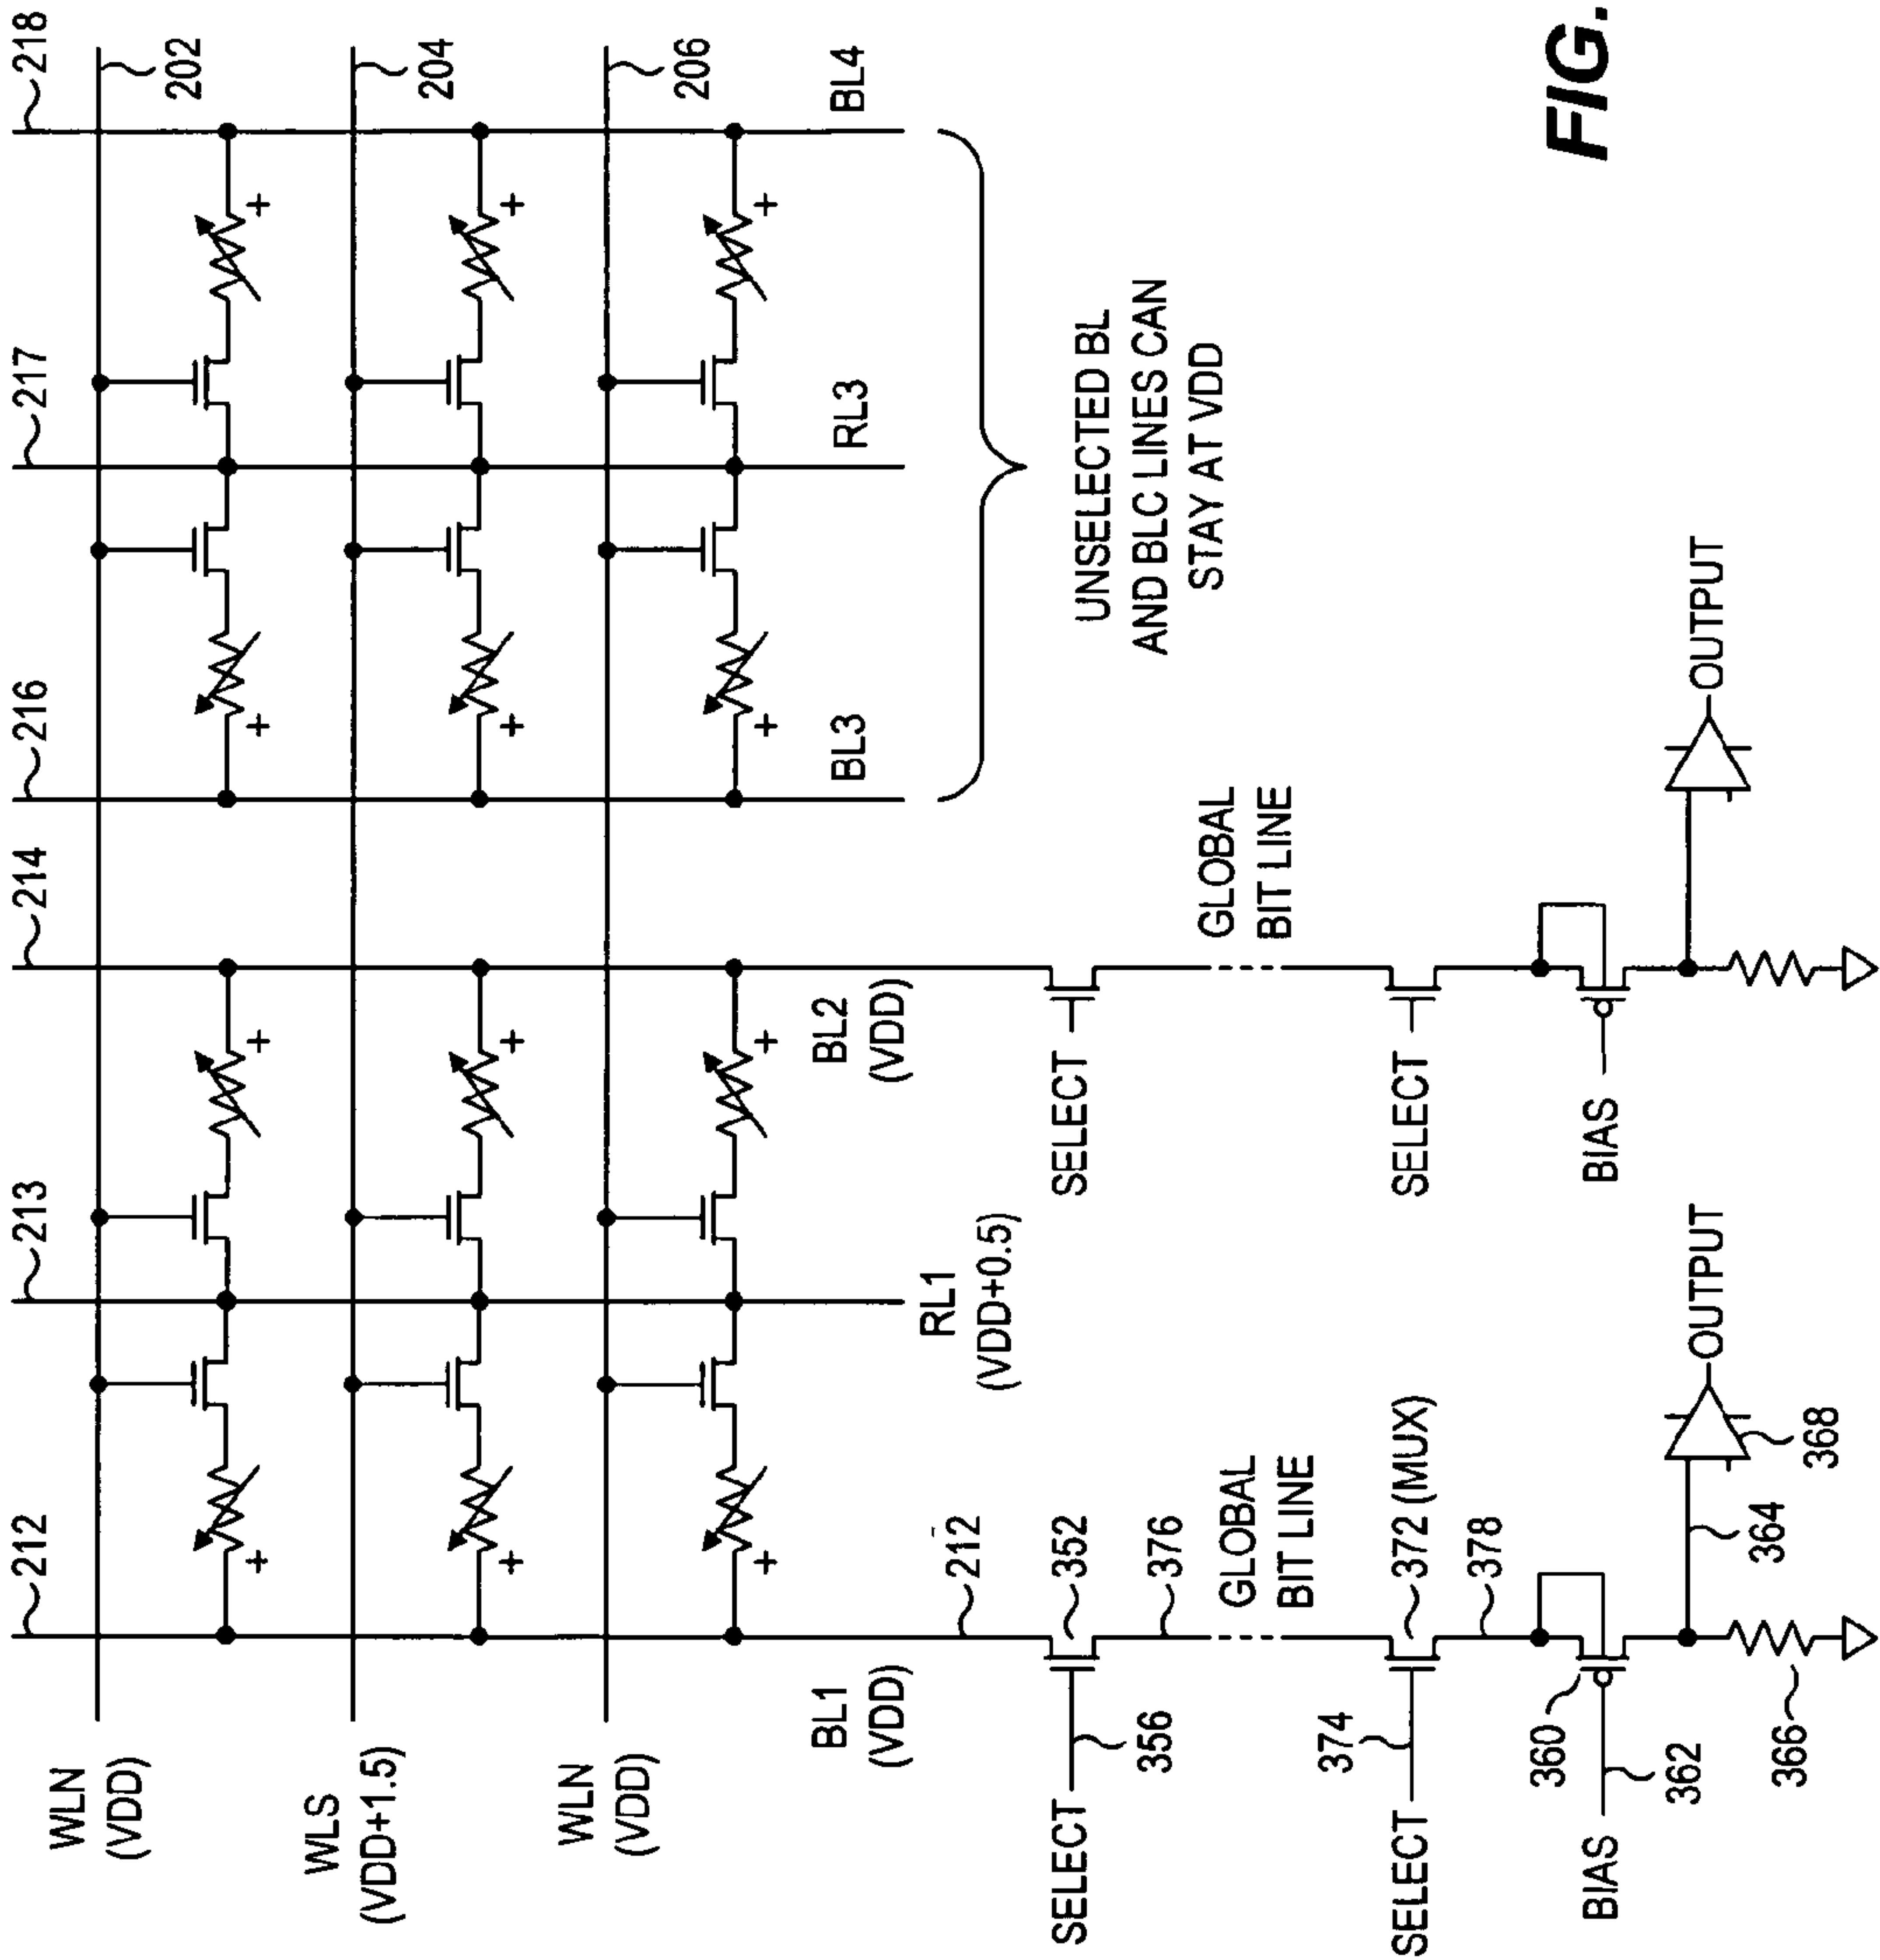 218
202
204
206
BL4
217
RL3
216
BL3
UNSELECTED BL
AND BLC LINES CAN
STAY AT VDD
214
BL2
(VDD)
SELECT
GLOBAL
BIT LINE
SELECT
BIAS
OUTPUT
213
RL1
(VDD+0.5)
212
WLN
(VDD)
WLS
(VDD+1.5)
WLN
(VDD)
BL1
(VDD)
212
352
SELECT
356
376
GLOBAL
BIT LINE
372 (MUX)
SELECT
374
378
360
BIAS
362
364
366
368
OUTPUT
+
+
+
+
+
+
+
+
+
+
+
+
FIG.